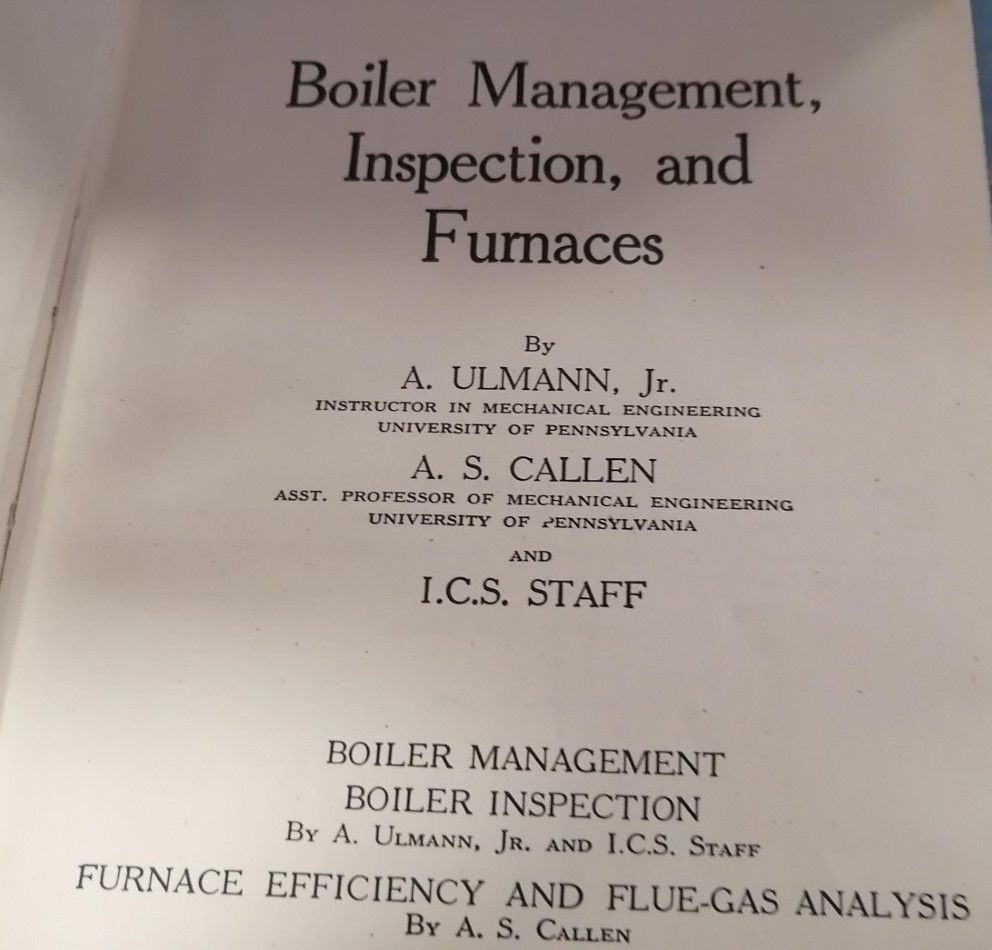 Boiler Management,
Inspection, and
Furnaces
By
A. ULMANN, Jr.
INSTRUCTOR IN MECHANICAL ENGINEERING
UNIVERSITY OF PENNSYLVANIA
A. S. CALLEN
ASST. PROFESSOR OF MECHANICAL ENGINEERING
UNIVERSITY OF PENNSYLVANIA
AND
I.C.S. STAFF
BOILER MANAGEMENT
BOILER INSPECTION
By A. Ulmann, Jr. and I.C.S. Staff
FURNACE EFFICIENCY AND FLUE-GAS ANALYSIS
By A. S. Callen